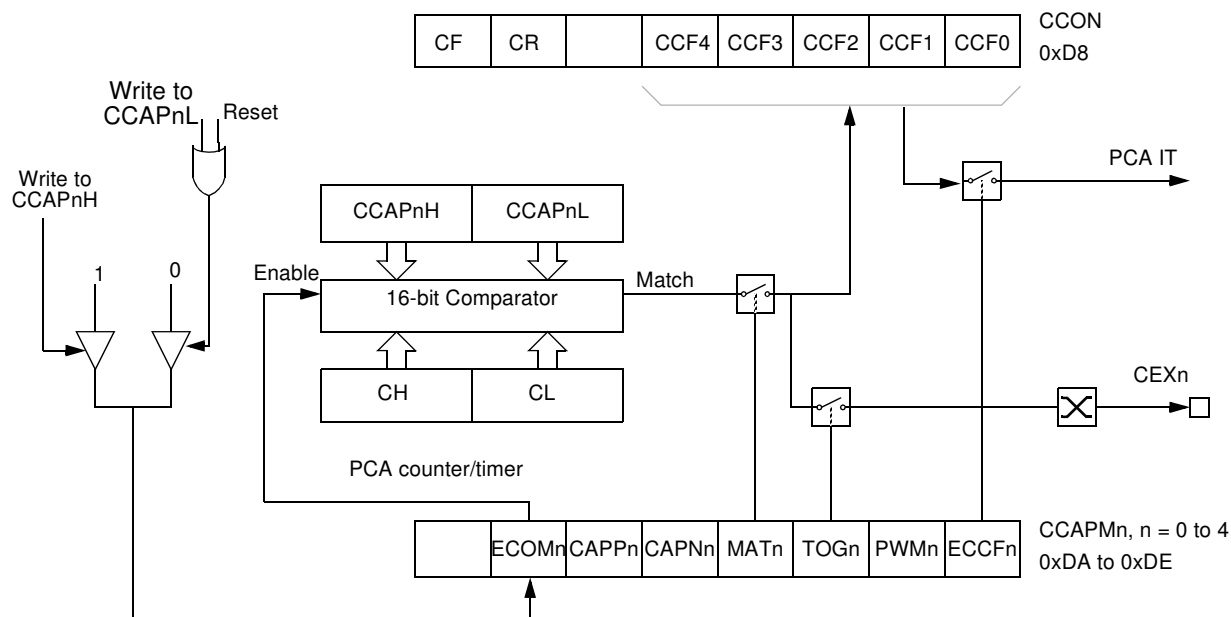 CF CR CCF4 CCF3 CCF2 CCF1 CCF0
CCON
0xD8
Write to
CCAPnL
Reset
Write to
CCAPnH
1
0
PCA IT
CCAPnH CCAPnL
Enable
16-bit Comparator
Match
CH CL
CEXn
PCA counter/timer
ECOMn CAPPn CAPNn MATn TOGn PWMn ECCFn
CCAPMn, n = 0 to 4
0xDA to 0xDE